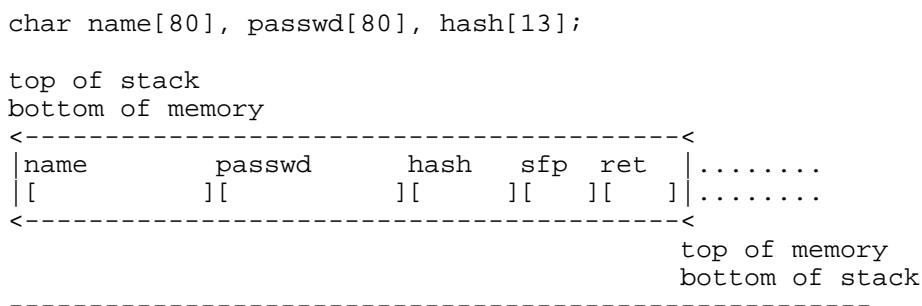 char name[80], passwd[80], hash[13];
top of stack
bottom of memory
<-----------------------------------------<
|name            passwd         hash    sfp   ret   |........
|[             ][             ][     ][    ][     ]|........
<-----------------------------------------<
top of memory
bottom of stack
------------------------------------------------------